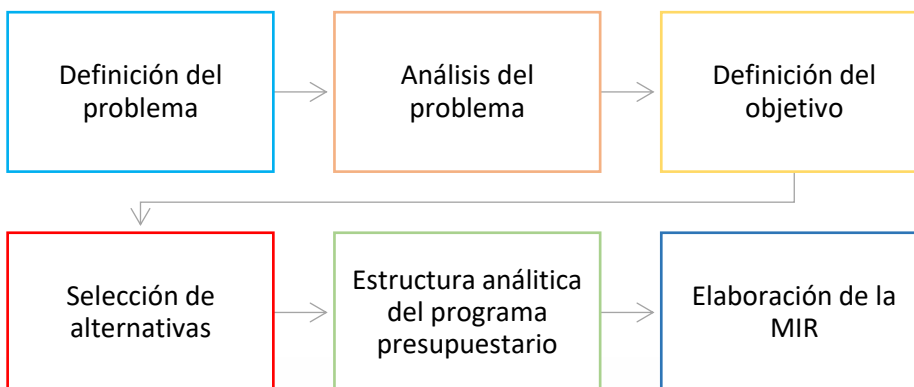 Definición del
problema
Análisis del
problema
Definición del
objetivo
Selección de
alternativas
Estructura análitica
del programa
presupuestario
Elaboración de la
MIR